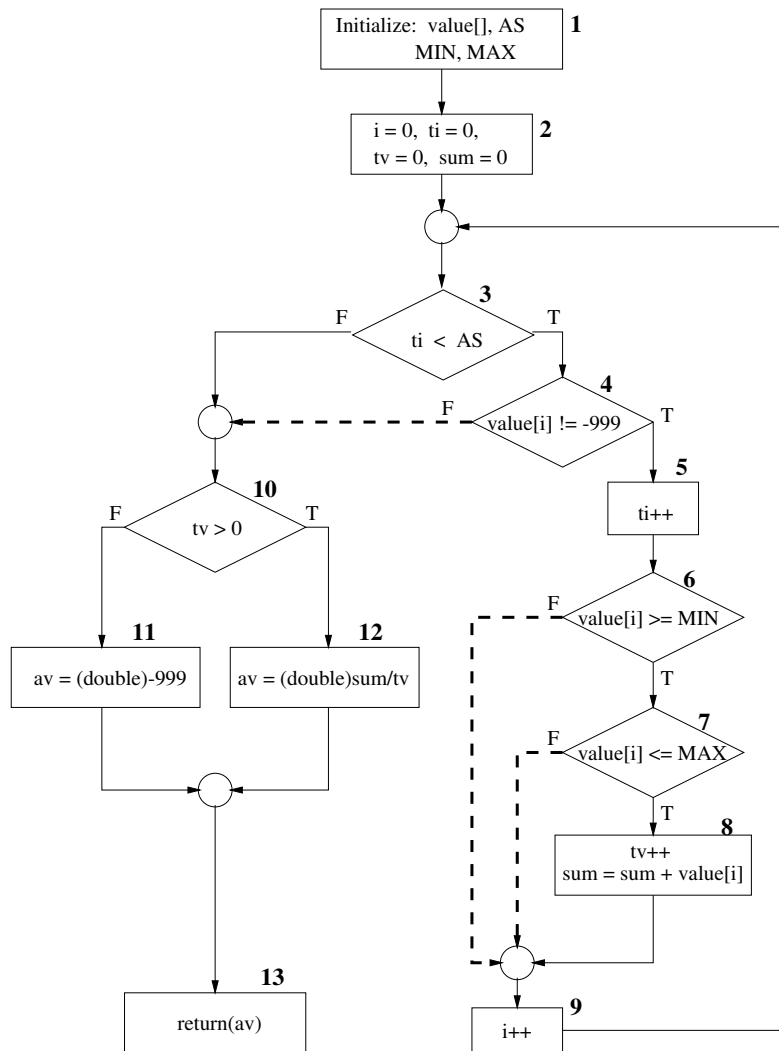 Initialize: value[], AS
MIN, MAX
1
i = 0, ti = 0,
tv = 0, sum = 0
2
3
F
ti < AS
T
4
F
value[i] != -999
T
5
ti++
10
F
tv > 0
T
6
F
value[i] >= MIN
T
11
av = (double)-999
12
av = (double)sum/tv
7
F
value[i] <= MAX
T
8
tv++
sum = sum + value[i]
13
return(av)
9
i++